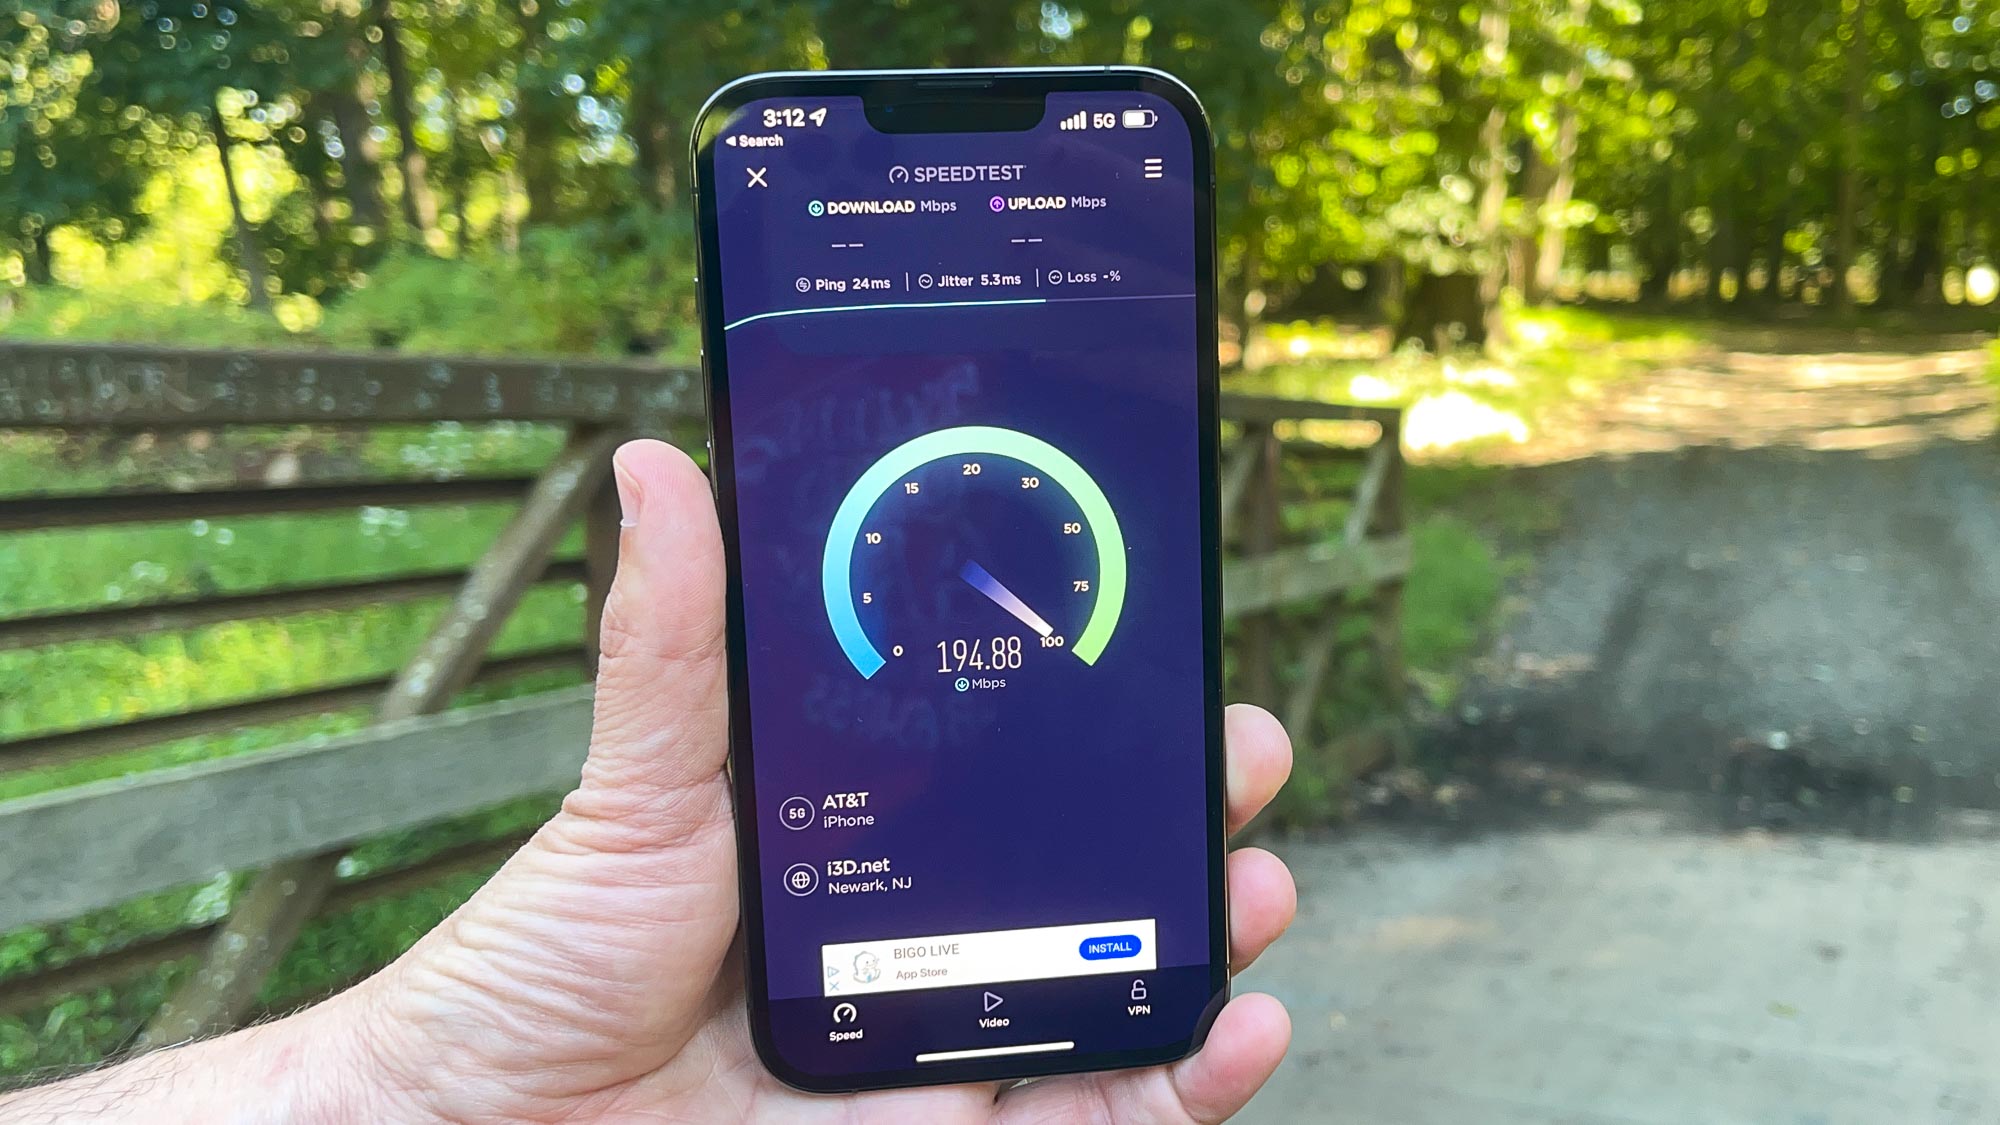 3:12 5G
Search
SPEEDTEST
DOWNLOAD Mbps UPLOAD Mbps
-- --
Ping 24ms Jitter 5.3ms Loss -%
20
15 30
10 50
5 75
0 194.88 100
Mbps
5G AT&T
iPhone
i3D.net
Newark, NJ
BIGO LIVE INSTALL
App Store
Speed Video VPN